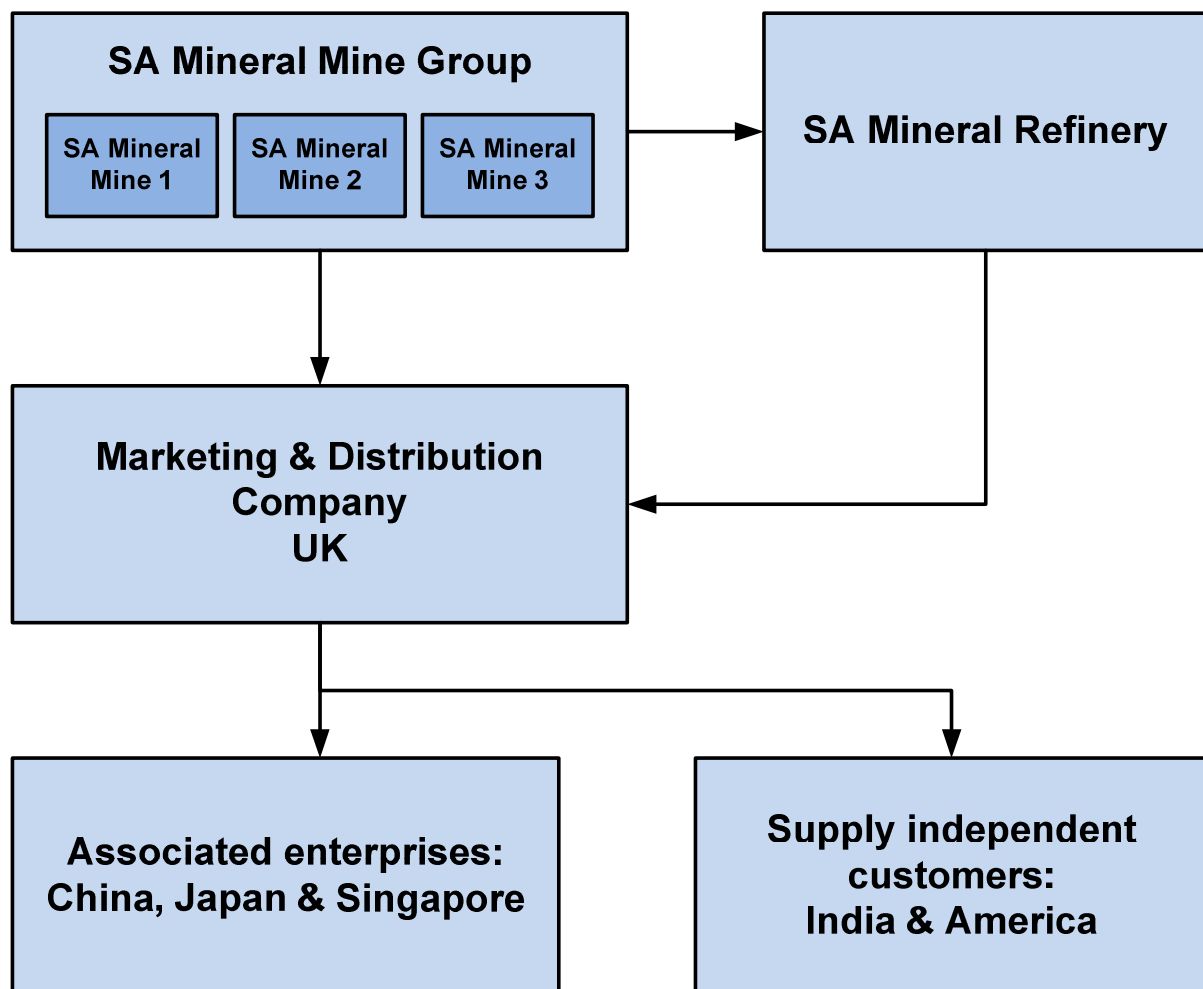 SA Mineral Mine Group
SA Mineral
Mine 1
SA Mineral
Mine 2
SA Mineral
Mine 3
SA Mineral Refinery
Marketing & Distribution
Company
UK
Associated enterprises:
China, Japan & Singapore
Supply independent
customers:
India & America